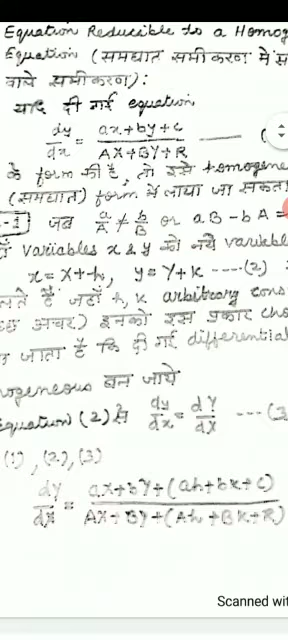 Equation Reducible to a Homog
Equation (समघात समीकरण में स
वाले समीकरण):
यदि दी गई equation
dy/dx = ax+by+c / AX+BY+R ——— (
के form की है, तो इसे homogene
(समघात) form में लाया जा सकता
जब a/A ≠ b/B or aB-bA =
variables x & y को नये variable
x = X+h, y = Y+k ----(2)
हैं जहाँ h, k arbitrary cons
अचर) इनको इस प्रकार cho
जाता है कि दी गई differential
mogeneous बन जाये
Equation (2) से dy/dx = dY/dX --- (3
(1), (2), (3)
dy/dx = ax+by+(ah+bk+c) / AX+BY+(Ah+Bk+R)
Scanned wit